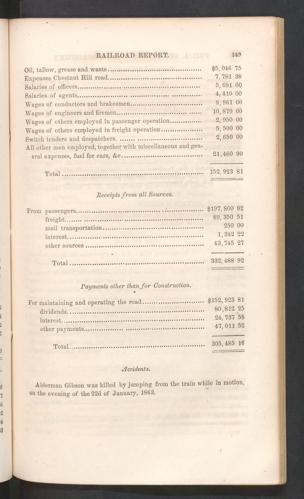 RAILROAD REPORT. 149
Oil, tallow, grease and waste $5,046 75
Expenses Chestnut Hill road 7,781 38
Salaries of officers 5,691 00
Salaries of agents 4,410 00
Wages of conductors and brakesmen 9,861 00
Wages of engineers and firemen 10,870 00
Wages of others employed in passenger operation 2,950 00
Wages of others employed in freight operation 5,500 00
Switch tenders and despatchers 2,650 00
All other men employed, together with miscellaneous and gen-
eral expenses, fuel for cars, &c 21,460 90
Total 152,923 81
Receipts from all Sources.
From passengers $197,800 92
freight 89,350 51
mail transportation 250 00
interest 1,342 22
other sources 43,745 27
Total 332,488 92
Payments other than for Construction.
For maintaining and operating the road $152,923 81
dividends 80,812 25
interest 24,737 58
other payments 47,011 52
Total 305,485 16
Accidents.
Alderman Gibson was killed by jumping from the train while in motion,
on the evening of the 22d of January, 1862.